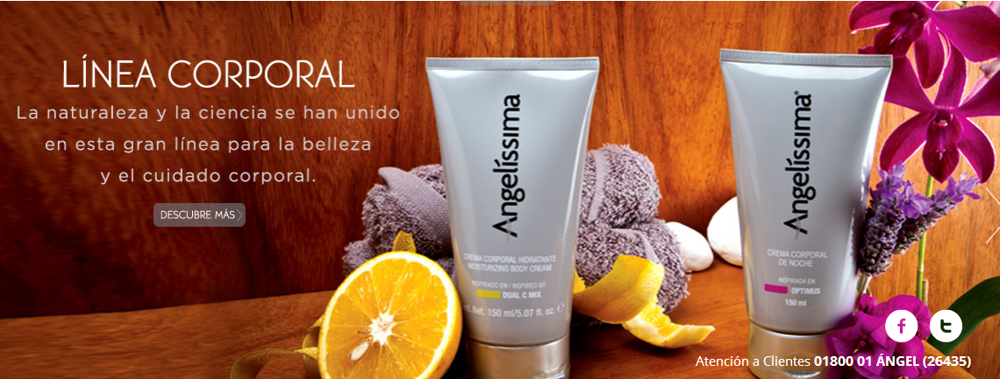 LÍNEA CORPORAL
La naturaleza y la ciencia se han unido
en esta gran línea para la belleza
y el cuidado corporal.
DESCUBRE MÁS
Angelíssima
CREMA CORPORAL HIDRATANTE
MOISTURIZING BODY CREAM
INSPIRADO EN / INSPIRED BY
DUAL C MIX
t. Net. 150 ml/5.07 fl. oz. e
Angelíssima®
CREMA CORPORAL
DE NOCHE
INSPIRADA EN
OPTIMUS
150 ml
f t
Atención a Clientes 01800 01 ÁNGEL (26435)